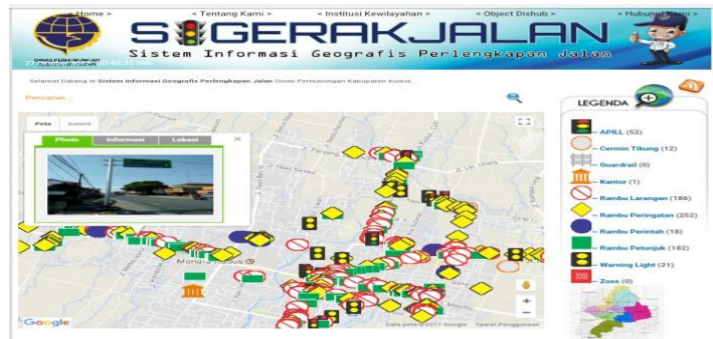 < Home >
< Tentang Kami >
< Institusi Kewilayahan >
< Object Dishub >
< Hubungi Kami >
SIGERAKJALAN
Sistem Informasi Geografis Perlengkapan Jalan
Selamat Datang di Sistem Informasi Geografis Perlengkapan Jalan Dinas Perhubungan Kabupaten Kudus.
Pencarian...
Peta
Satelit
Photo
Informasi
Lokasi
Menara Kudus
Google
Data peta ©2017 Google
Syarat Penggunaan
LEGENDA
APILL (52)
Cermin Tikung (12)
Guardrail (0)
Kantor (1)
Rambu Larangan (186)
Rambu Peringatan (252)
Rambu Perintah (18)
Rambu Petunjuk (182)
Warning Light (21)
Zoss (0)